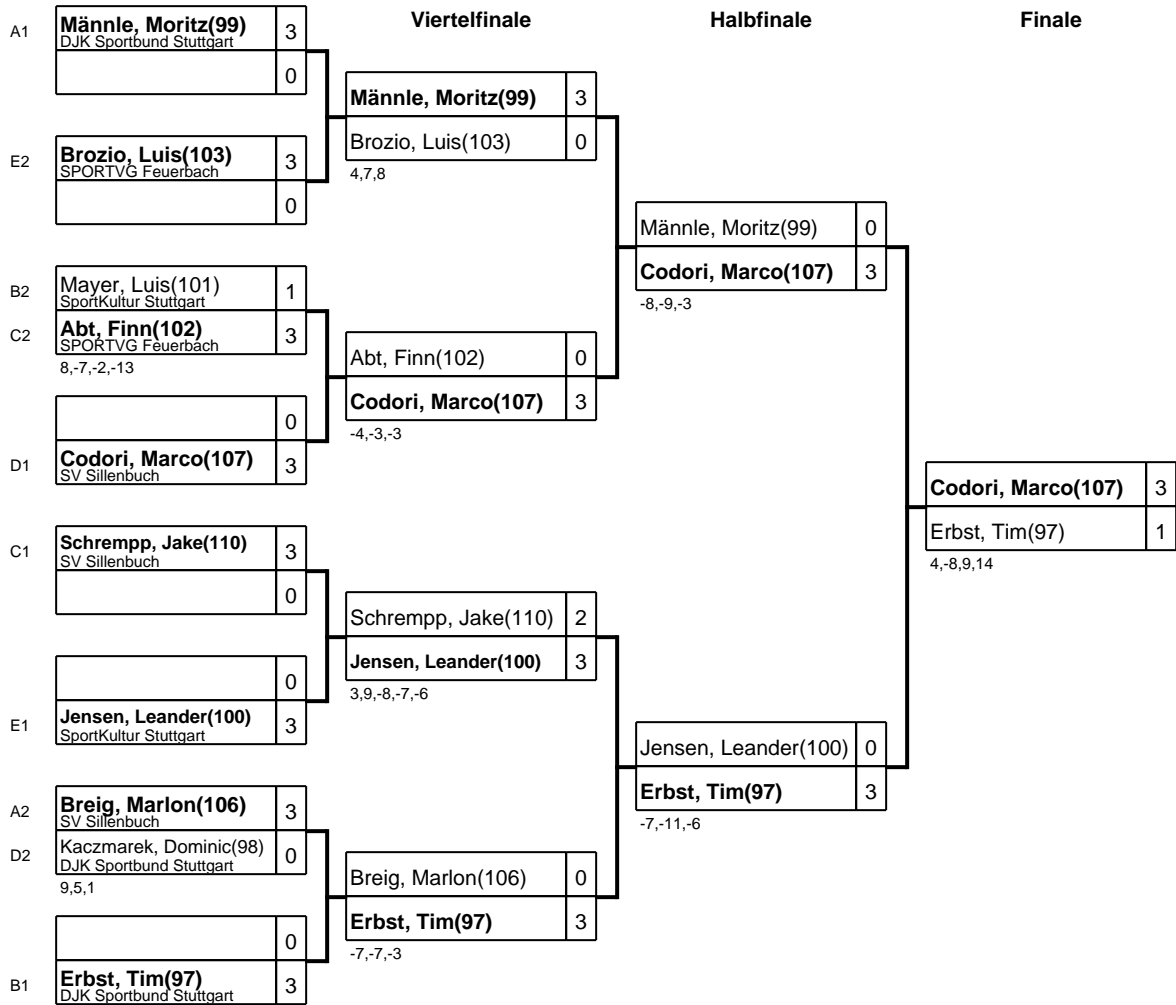 Viertelfinale Halbfinale Finale
A1 Männle, Moritz(99) 3
DJK Sportbund Stuttgart
0
E2 Brozio, Luis(103) 3
SPORTVG Feuerbach
0
B2 Mayer, Luis(101) 1
SportKultur Stuttgart
C2 Abt, Finn(102) 3
SPORTVG Feuerbach
8,-7,-2,-13
0
D1 Codori, Marco(107) 3
SV Sillenbuch
C1 Schrempp, Jake(110) 3
SV Sillenbuch
0
0
E1 Jensen, Leander(100) 3
SportKultur Stuttgart
A2 Breig, Marlon(106) 3
SV Sillenbuch
D2 Kaczmarek, Dominic(98) 0
DJK Sportbund Stuttgart
9,5,1
0
B1 Erbst, Tim(97) 3
DJK Sportbund Stuttgart
Männle, Moritz(99) 3
Brozio, Luis(103) 0
4,7,8
Abt, Finn(102) 0
Codori, Marco(107) 3
-4,-3,-3
Schrempp, Jake(110) 2
Jensen, Leander(100) 3
3,9,-8,-7,-6
Breig, Marlon(106) 0
Erbst, Tim(97) 3
-7,-7,-3
Männle, Moritz(99) 0
Codori, Marco(107) 3
-8,-9,-3
Jensen, Leander(100) 0
Erbst, Tim(97) 3
-7,-11,-6
Codori, Marco(107) 3
Erbst, Tim(97) 1
4,-8,9,14